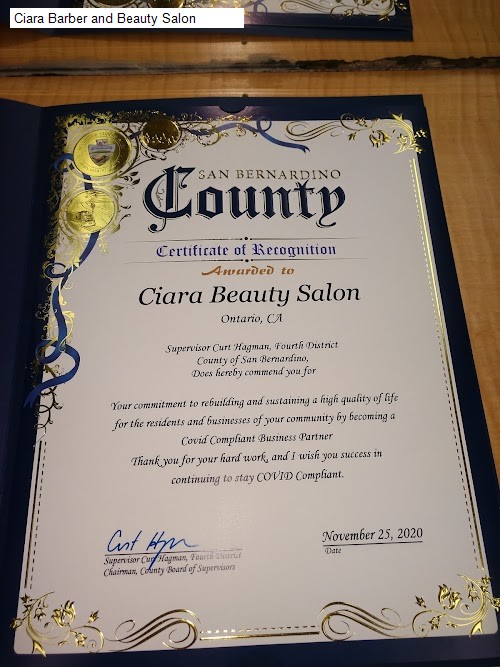 Ciara Barber and Beauty Salon
SAN BERNARDINO
County
Certificate of Recognition
Awarded to
Ciara Beauty Salon
Ontario, CA
Supervisor Curt Hagman, Fourth District
County of San Bernardino,
Does hereby commend you for
Your commitment to rebuilding and sustaining a high quality of life
for the residents and businesses of your community by becoming a
Covid Compliant Business Partner
Thank you for your hard work, and I wish you success in
continuing to stay COVID Compliant.
Curt Hagman
Supervisor Curt Hagman, Fourth District
Chairman, County Board of Supervisors
November 25, 2020
Date